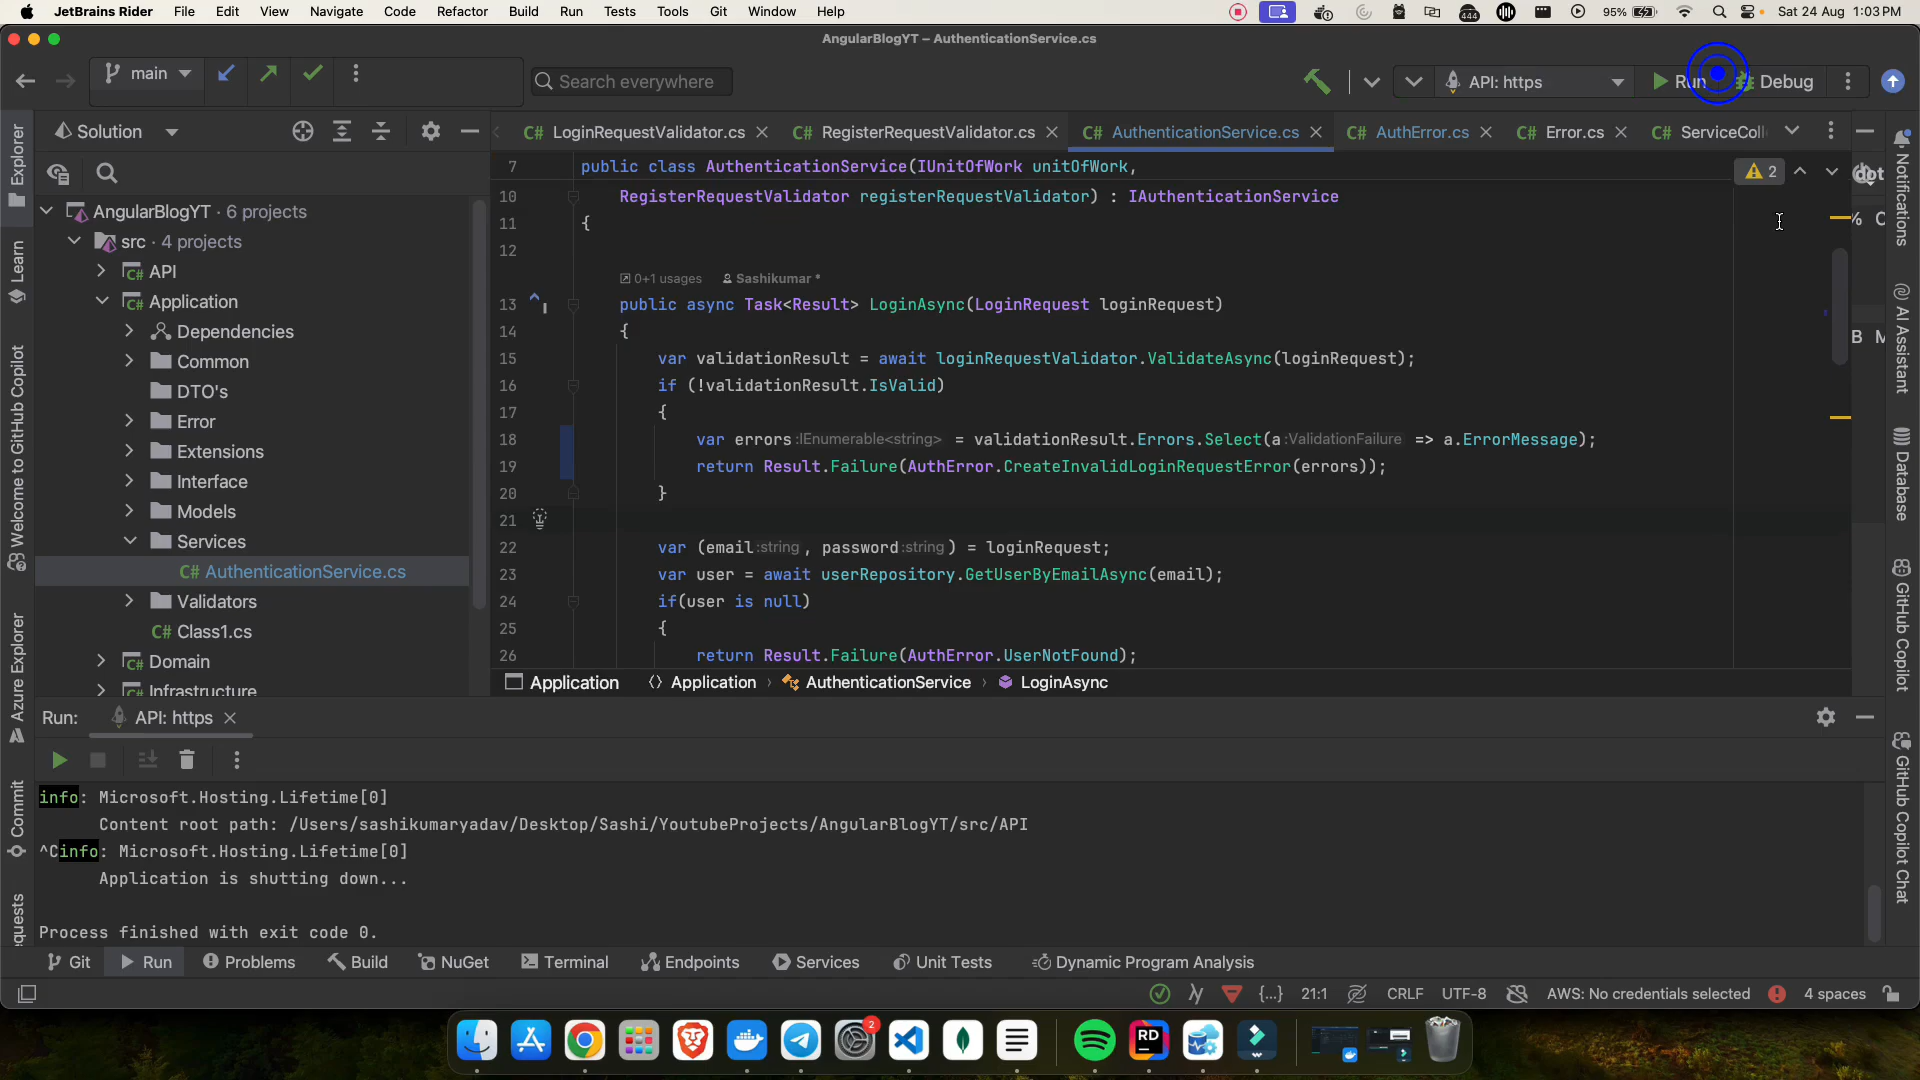 JetBrains Rider File Edit View Navigate Code Refactor Build Run Tests Tools Git Window Help 444 95% Sat 24 Aug 1:03 PM
AngularBlogYT – AuthenticationService.cs
main Search everywhere API: https Run Debug
Solution
LoginRequestValidator.cs RegisterRequestValidator.cs AuthenticationService.cs AuthError.cs Error.cs
AngularBlogYT · 6 projects
src · 4 projects
API
Application
Dependencies
Common
DTO's
Error
Extensions
Interface
Models
Services
C# AuthenticationService.cs
Validators
C# Class1.cs
Domain
Infrastructure
7 public class AuthenticationService(IUnitOfWork unitOfWork,
2
10 RegisterRequestValidator registerRequestValidator) : IAuthenticationService
11 {
12
0+1 usages Sashikumar *
13 public async Task<Result> LoginAsync(LoginRequest loginRequest)
14 {
15 var validationResult = await loginRequestValidator.ValidateAsync(loginRequest);
16 if (!validationResult.IsValid)
17 {
18 var errors :IEnumerable<string> = validationResult.Errors.Select(a :ValidationFailure => a.ErrorMessage);
19 return Result.Failure(AuthError.CreateInvalidLoginRequestError(errors));
20 }
21
22 var (email :string , password :string ) = loginRequest;
23 var user = await userRepository.GetUserByEmailAsync(email);
24 if(user is null)
25 {
26 return Result.Failure(AuthError.UserNotFound);
Application Application › AuthenticationService › LoginAsync
Explorer
Learn
Welcome to GitHub Copilot
Azure Explorer
Commit
Notifications
AI Assistant
Database
GitHub Copilot
GitHub Copilot Chat
Run: API: https
info: Microsoft.Hosting.Lifetime[0]
Content root path: /Users/sashikumaryadav/Desktop/Sashi/YoutubeProjects/AngularBlogYT/src/API
^Cinfo: Microsoft.Hosting.Lifetime[0]
Application is shutting down...
Process finished with exit code 0.
Git Run Problems Build NuGet Terminal Endpoints Services Unit Tests Dynamic Program Analysis
21:1 CRLF UTF-8 AWS: No credentials selected 4 spaces
2 RD